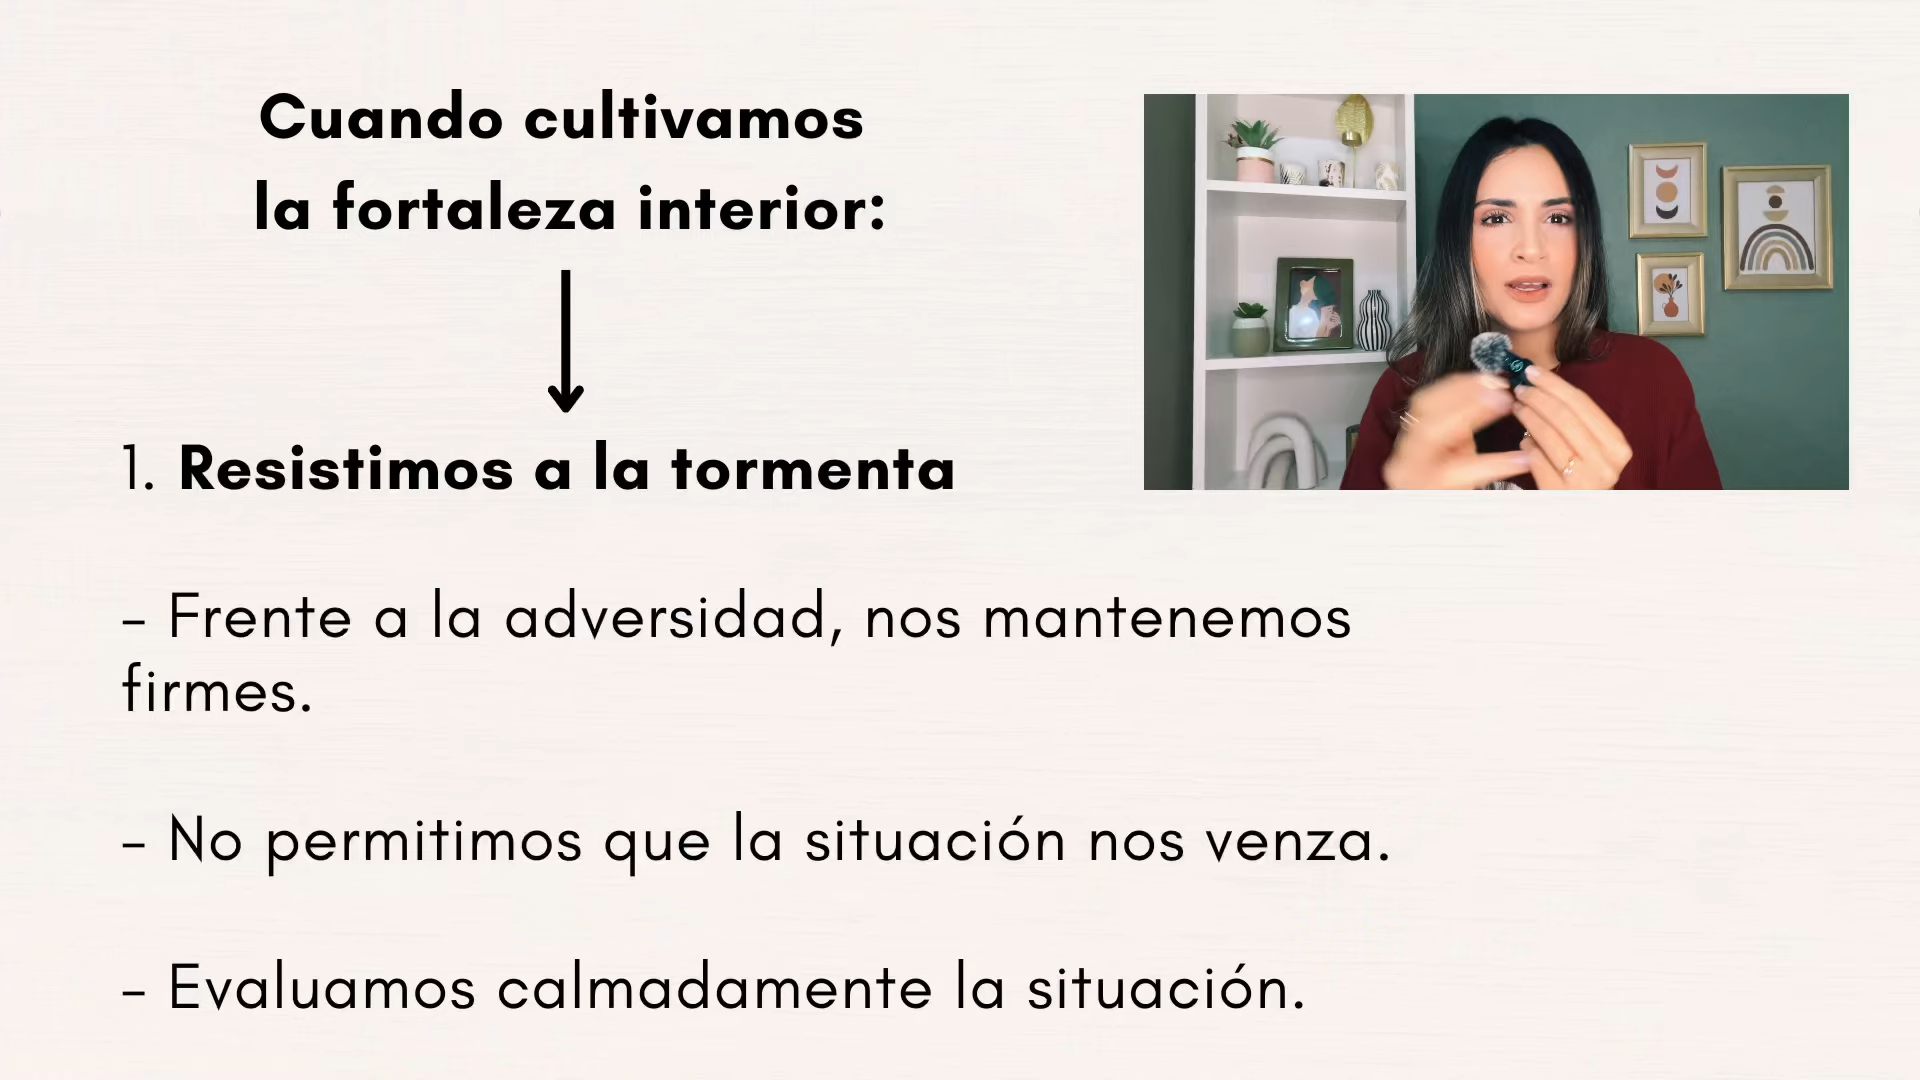 Cuando cultivamos
la fortaleza interior:
1. Resistimos a la tormenta
– Frente a la adversidad, nos mantenemos
firmes.
– No permitimos que la situación nos venza.
– Evaluamos calmadamente la situación.